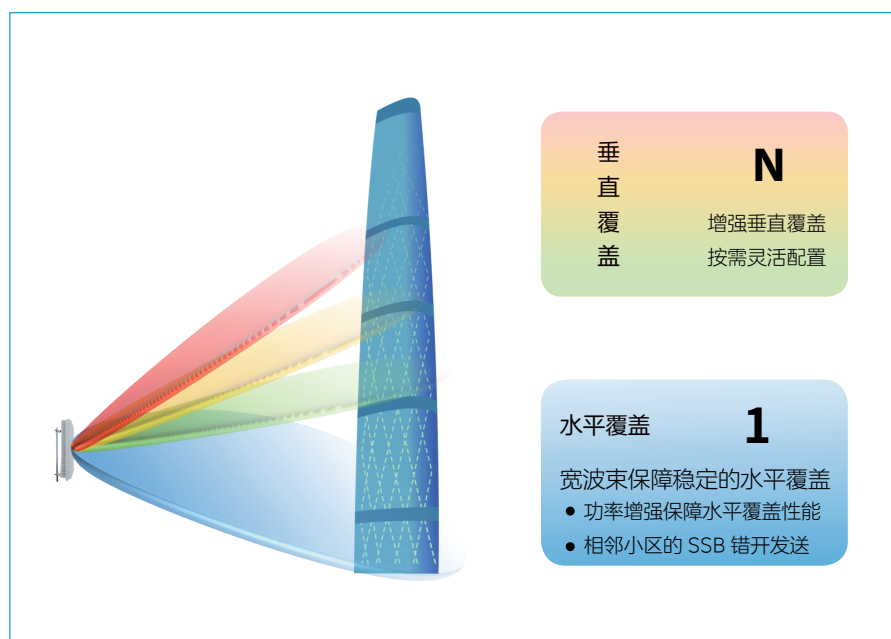 垂直覆盖
N
增强垂直覆盖
按需灵活配置
水平覆盖
1
宽波束保障稳定的水平覆盖
● 功率增强保障水平覆盖性能
● 相邻小区的 SSB 错开发送